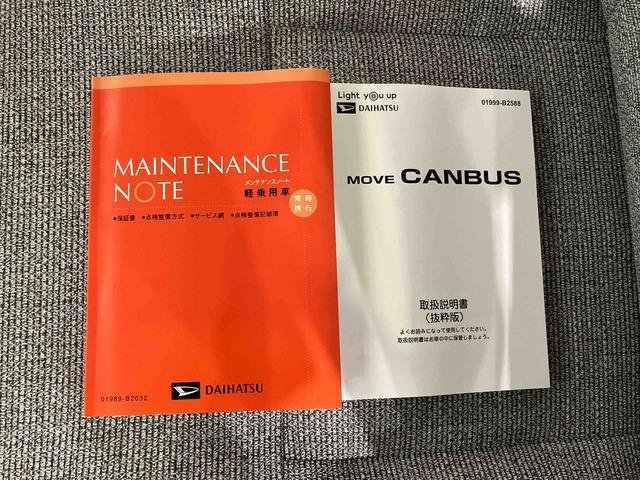 MAINTENANCE
NOTE
メンテナンスノート
軽乗用車
常時
携行
●保証書 ●点検整備方式 ●サービス網 ●点検整備記録簿
01989-B2032
DAIHATSU
Light you up
DAIHATSU
01999-B2588
MOVE CANBUS
取扱説明書
(抜粋版)
よくお読みになって使用してください。
取扱説明書はお車の中に保管しましょう。